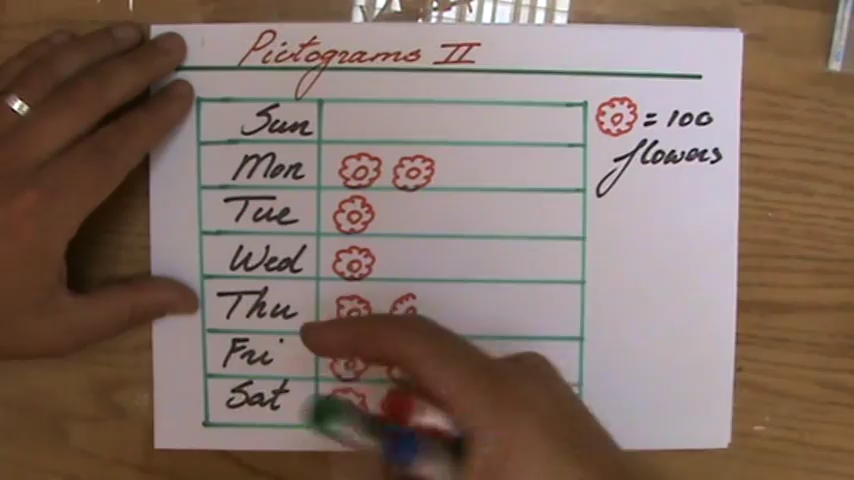 Pictograms II
Sun
Mon
Tue
Wed
Thu
Fri
Sat
= 100
flowers